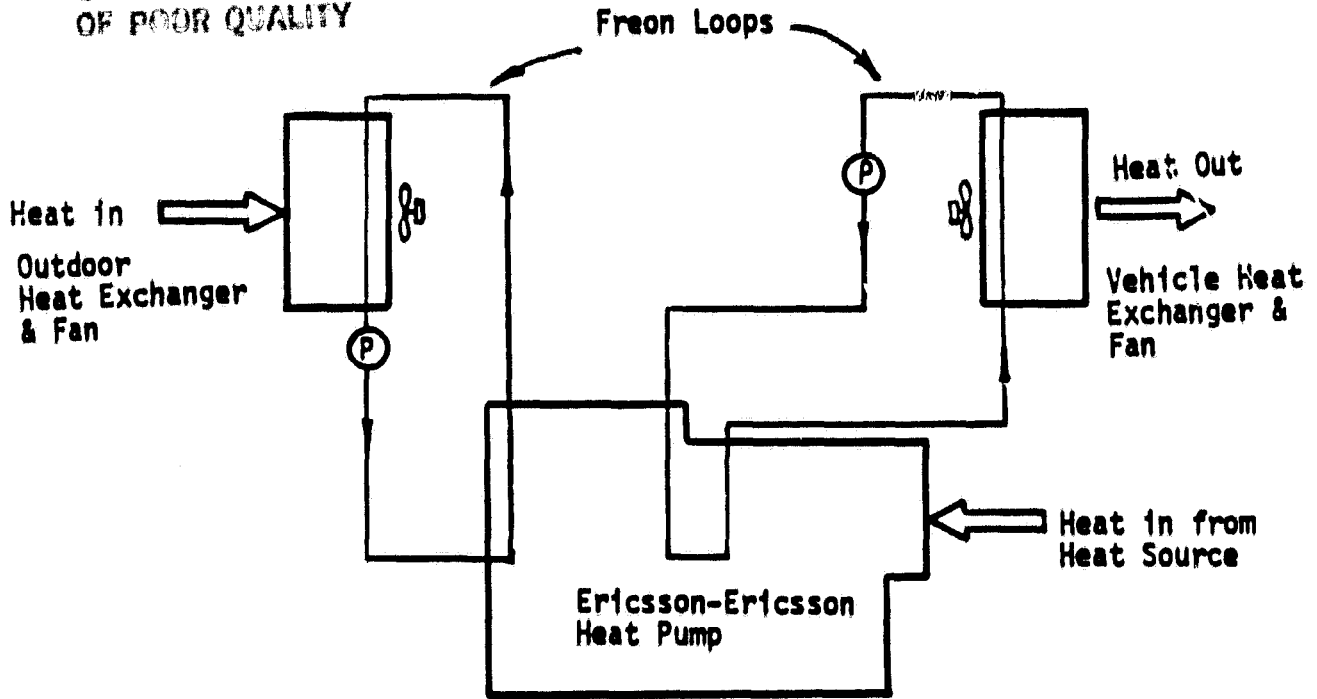 OF POOR QUALITY
Freon Loops
Heat in
Outdoor
Heat Exchanger
& Fan
P
P
Heat Out
Vehicle Heat
Exchanger &
Fan
Heat in from
Heat Source
Ericsson-Ericsson
Heat Pump